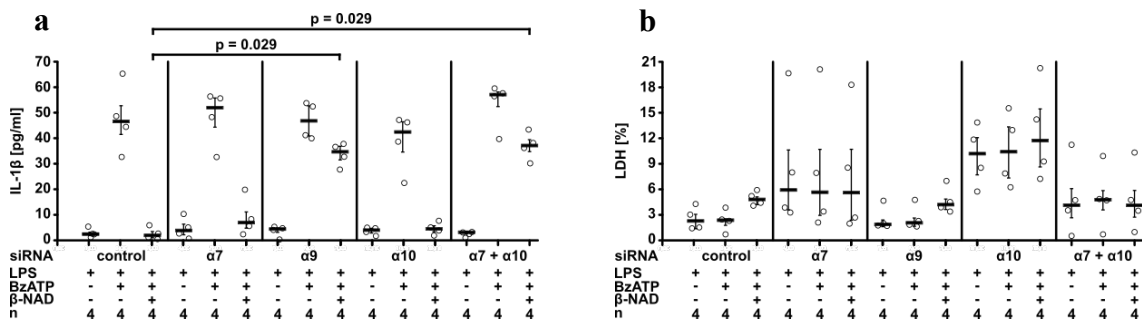 a
p = 0.029
p = 0.029
IL-1β [pg/ml]
70
60
50
40
30
20
10
0
siRNA control α7 α9 α10 α7 + α10
LPS + + + + + + + + + + + + + + +
BzATP - + + - + + - + + - + + - + +
β-NAD - - + - - + - - + - - + - - +
n 4 4 4 4 4 4 4 4 4 4 4 4 4 4 4
b
LDH [%]
21
18
15
12
9
6
3
0
siRNA control α7 α9 α10 α7 + α10
LPS + + + + + + + + + + + + + + +
BzATP - + + - + + - + + - + + - + +
β-NAD - - + - - + - - + - - + - - +
n 4 4 4 4 4 4 4 4 4 4 4 4 4 4 4